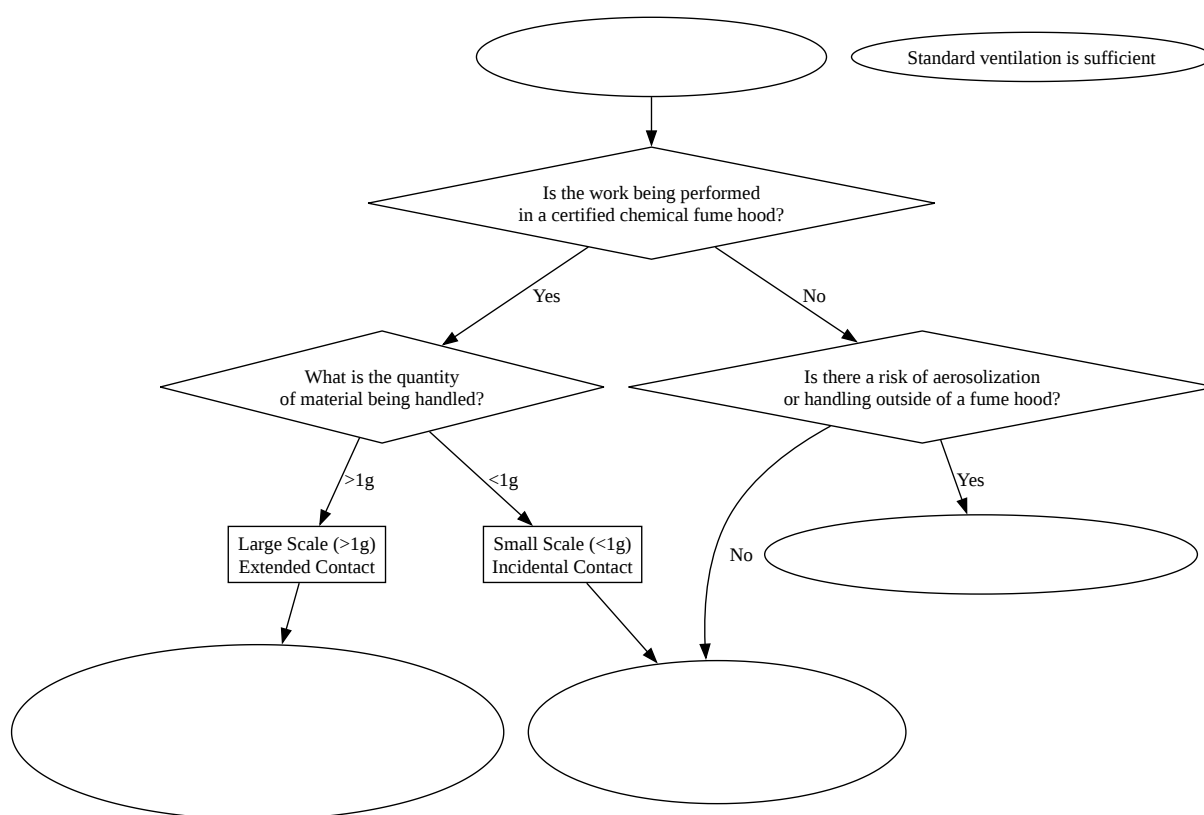 Standard ventilation is sufficient
Is the work being performed
in a certified chemical fume hood?
Yes
No
What is the quantity
of material being handled?
Is there a risk of aerosolization
or handling outside of a fume hood?
>1g
<1g
Yes
Large Scale (>1g)
Extended Contact
Small Scale (<1g)
Incidental Contact
No